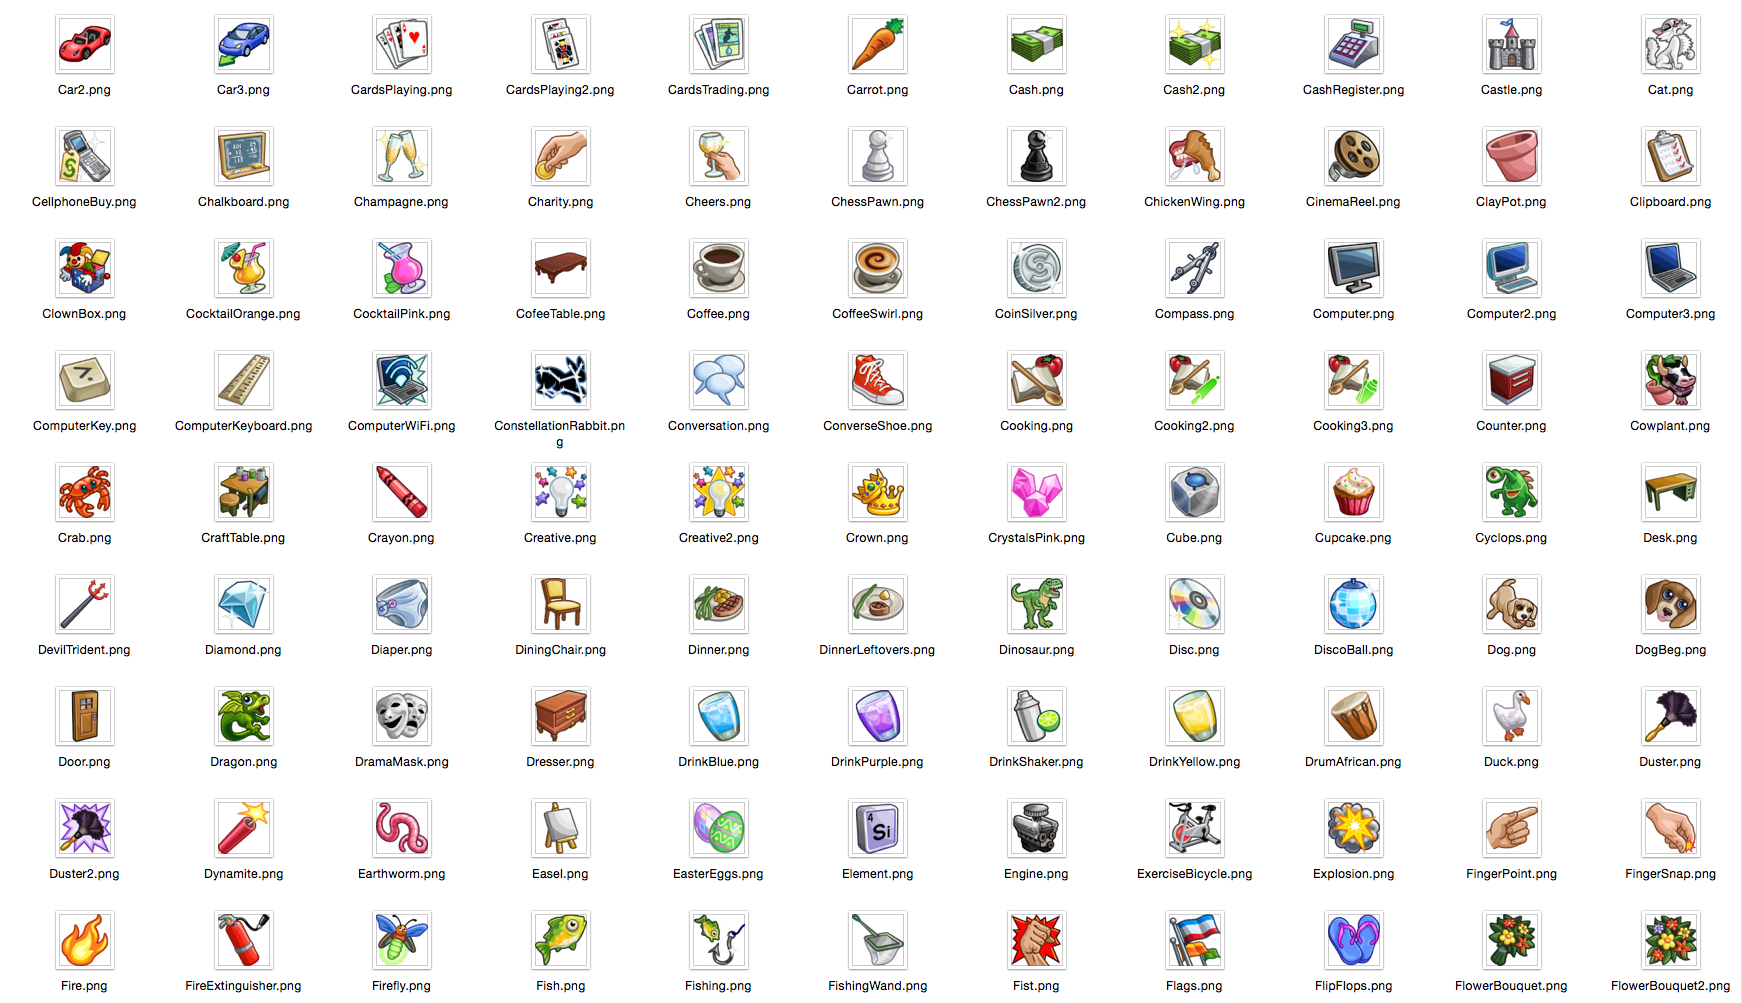 Car2.png
Car3.png
CardsPlaying.png
CardsPlaying2.png
CardsTrading.png
Carrot.png
Cash.png
Cash2.png
CashRegister.png
Castle.png
Cat.png
CellphoneBuy.png
Chalkboard.png
Champagne.png
Charity.png
Cheers.png
ChessPawn.png
ChessPawn2.png
ChickenWing.png
CinemaReel.png
ClayPot.png
Clipboard.png
ClownBox.png
CocktailOrange.png
CocktailPink.png
CofeeTable.png
Coffee.png
CoffeeSwirl.png
CoinSilver.png
Compass.png
Computer.png
Computer2.png
Computer3.png
ComputerKey.png
ComputerKeyboard.png
ComputerWiFi.png
ConstellationRabbit.pn
g
Conversation.png
ConverseShoe.png
Cooking.png
Cooking2.png
Cooking3.png
Counter.png
Cowplant.png
Crab.png
CraftTable.png
Crayon.png
Creative.png
Creative2.png
Crown.png
CrystalsPink.png
Cube.png
Cupcake.png
Cyclops.png
Desk.png
DevilTrident.png
Diamond.png
Diaper.png
DiningChair.png
Dinner.png
DinnerLeftovers.png
Dinosaur.png
Disc.png
DiscoBall.png
Dog.png
DogBeg.png
Door.png
Dragon.png
DramaMask.png
Dresser.png
DrinkBlue.png
DrinkPurple.png
DrinkShaker.png
DrinkYellow.png
DrumAfrican.png
Duck.png
Duster.png
4
Si
Duster2.png
Dynamite.png
Earthworm.png
Easel.png
EasterEggs.png
Element.png
Engine.png
ExerciseBicycle.png
Explosion.png
FingerPoint.png
FingerSnap.png
Fire.png
FireExtinguisher.png
Firefly.png
Fish.png
Fishing.png
FishingWand.png
Fist.png
Flags.png
FlipFlops.png
FlowerBouquet.png
FlowerBouquet2.png